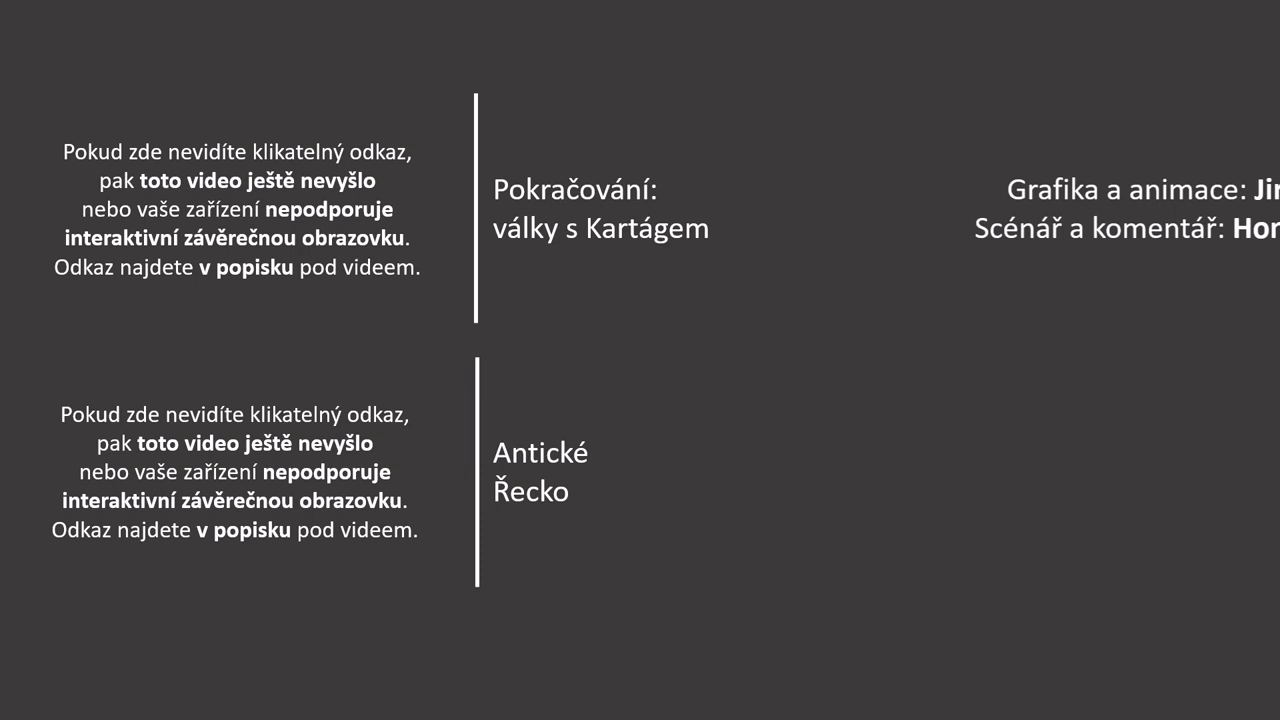 Pokud zde nevidíte klikatelný odkaz,
pak toto video ještě nevyšlo
nebo vaše zařízení nepodporuje
interaktivní závěrečnou obrazovku.
Odkaz najdete v popisku pod videem.
Pokračování:
války s Kartágem
Grafika a animace:
Scénář a komentář:
Pokud zde nevidíte klikatelný odkaz,
pak toto video ještě nevyšlo
nebo vaše zařízení nepodporuje
interaktivní závěrečnou obrazovku.
Odkaz najdete v popisku pod videem.
Antické
Řecko